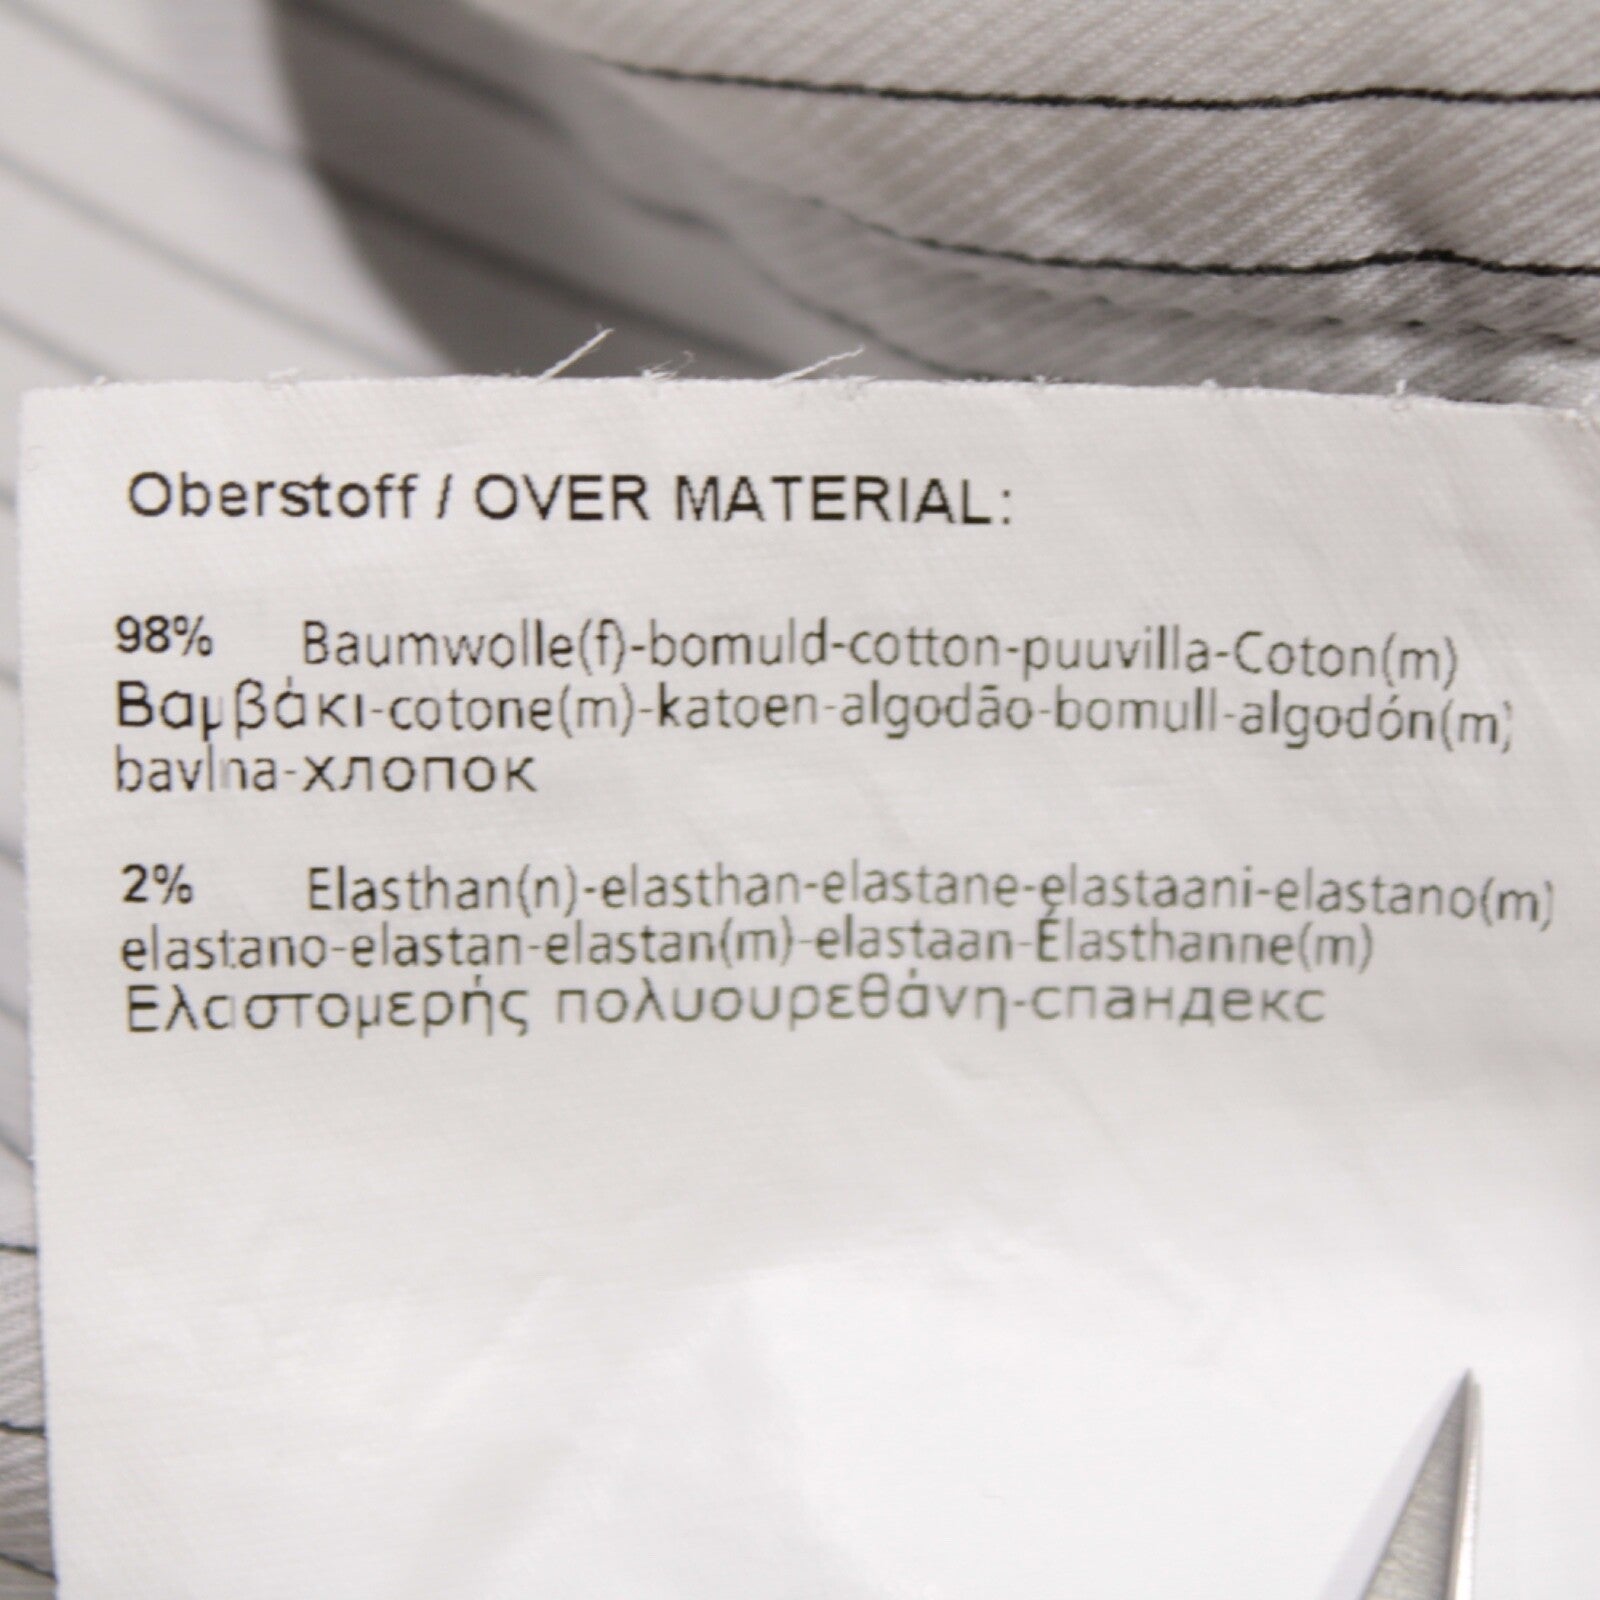 Oberstoff / OVER MATERIAL:
98% Baumwolle(f)-bomuld-cotton-puuvilla-Coton(m)
Βαμβάκι-cotone(m)-katoen-algodão-bomull-algodón(m)
bavlna-хлопок
2% Elasthan(n)-elasthan-elastane-elastaani-elastano(m)
elastano-elastan-elastan(m)-elastaan-Élasthanne(m)
Ελαστομερής πολυουρεθάνη-спандекс